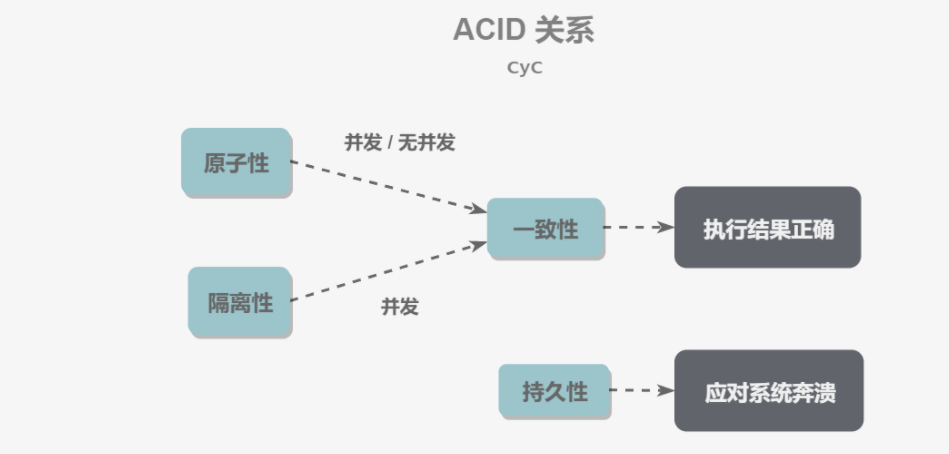 ACID 关系
CyC
并发 / 无并发
原子性
一致性
执行结果正确
隔离性
并发
持久性
应对系统奔溃